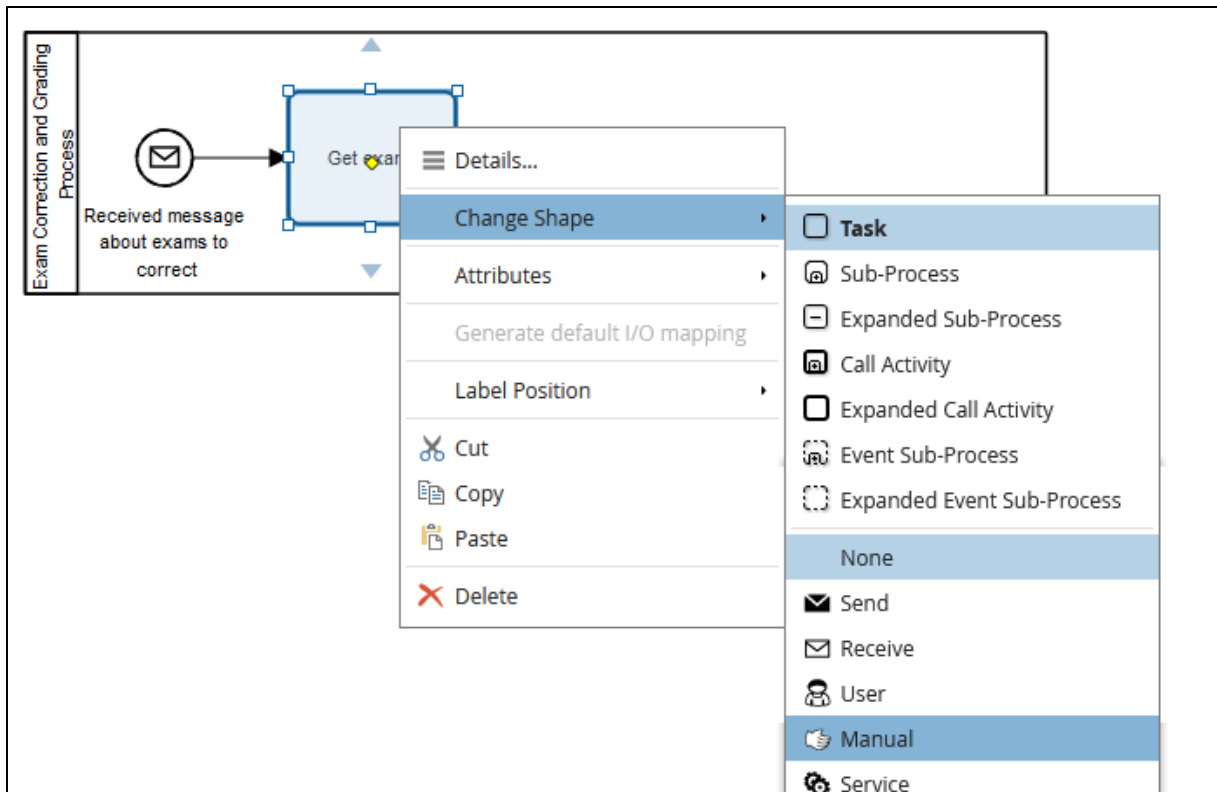 Exam Correction and Grading
Process
Received message
about exams to
correct
Get exa
Details...
Change Shape
Attributes
Generate default I/O mapping
Label Position
Cut
Copy
Paste
Delete
Task
Sub-Process
Expanded Sub-Process
Call Activity
Expanded Call Activity
Event Sub-Process
Expanded Event Sub-Process
None
Send
Receive
User
Manual
Service